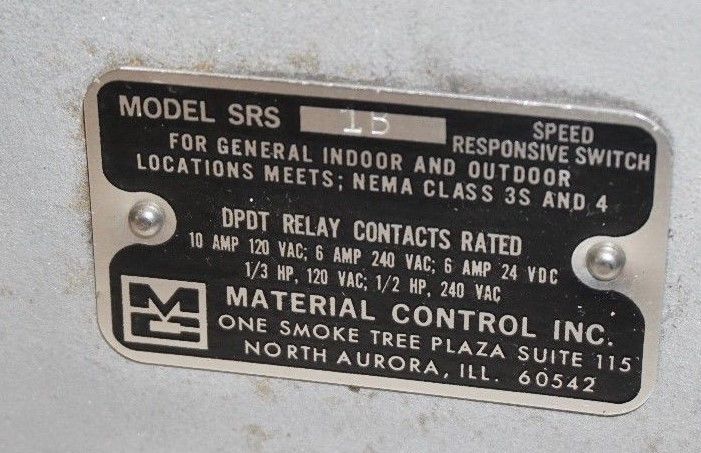 MODEL SRS 1B SPEED
RESPONSIVE SWITCH
FOR GENERAL INDOOR AND OUTDOOR
LOCATIONS MEETS; NEMA CLASS 3S AND 4
DPDT RELAY CONTACTS RATED
10 AMP 120 VAC; 6 AMP 240 VAC; 6 AMP 24 VDC
1/3 HP, 120 VAC; 1/2 HP, 240 VAC
MC
MATERIAL CONTROL INC.
ONE SMOKE TREE PLAZA SUITE 115
NORTH AURORA, ILL. 60542